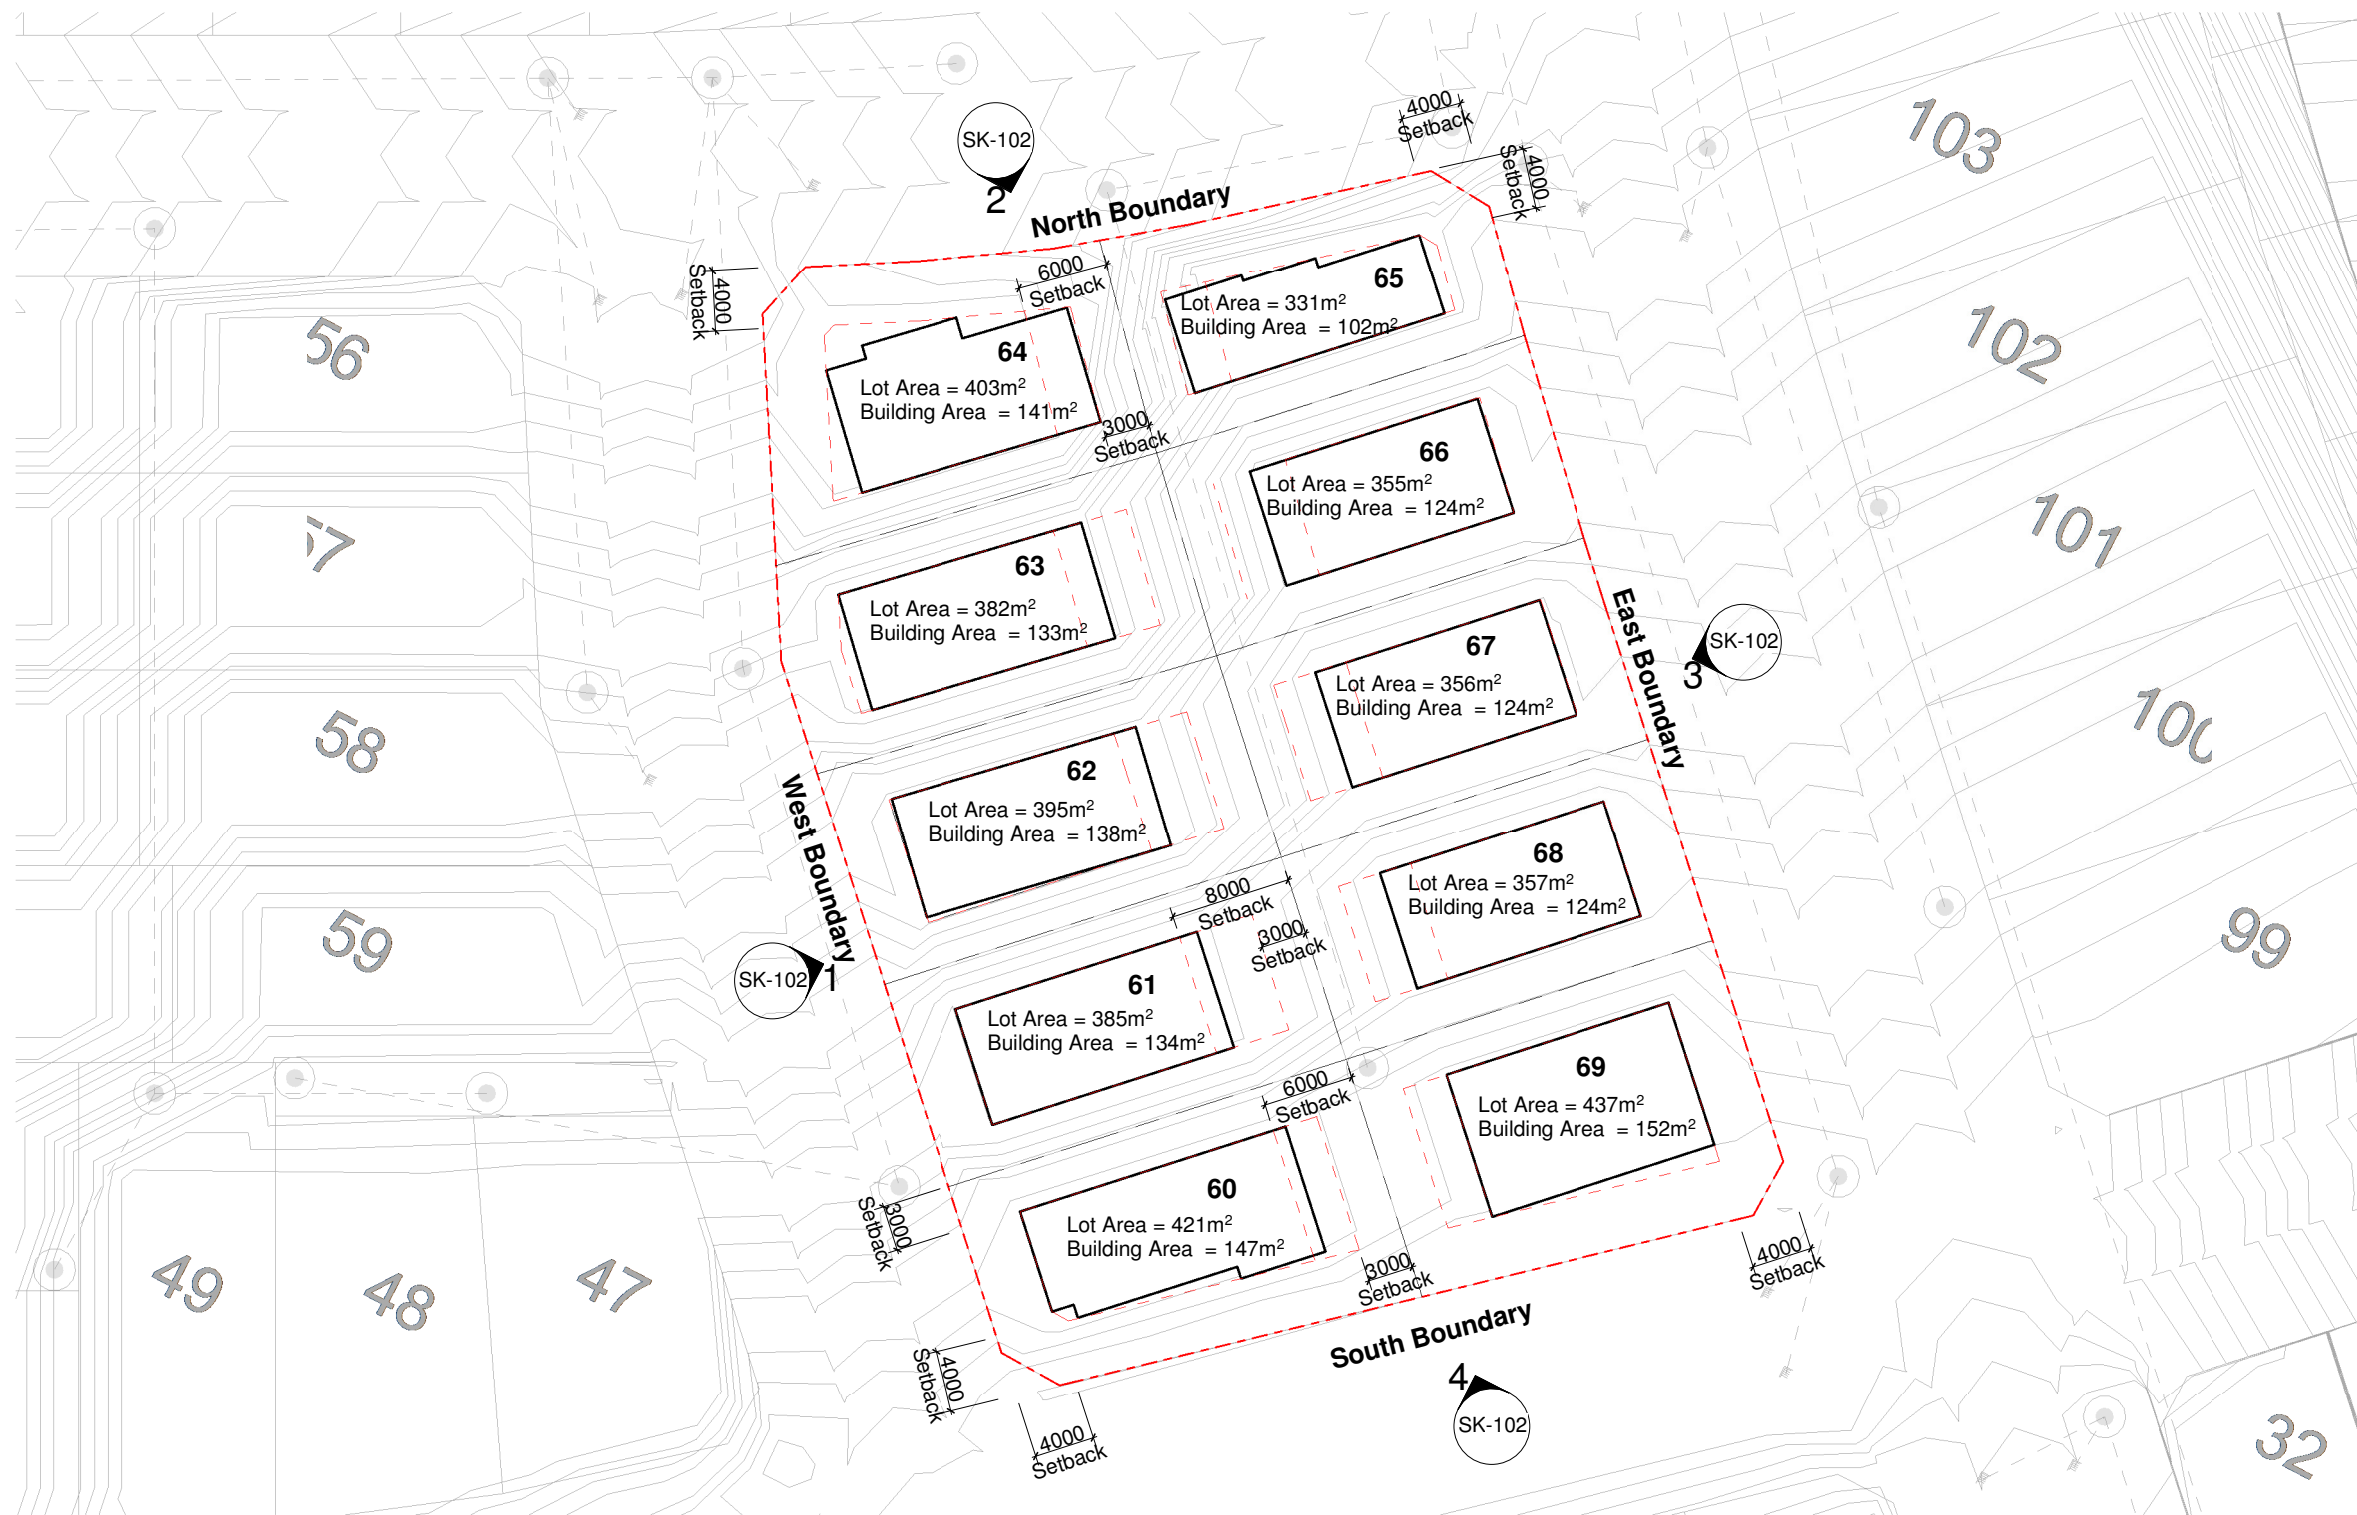 103
4000
Setback
SK-102
2
North Boundary
4000
Setback
4000
Setback
6000
Setback
65
Lot Area = 331m²
Building Area = 102m²
56
64
Lot Area = 403m²
Building Area = 141m²
102
3000
Setback
66
Lot Area = 355m²
Building Area = 124m²
101
63
Lot Area = 382m²
Building Area = 133m²
East Boundary
SK-102
3
67
Lot Area = 356m²
Building Area = 124m²
58
100
62
Lot Area = 395m²
Building Area = 138m²
West Boundary
68
Lot Area = 357m²
Building Area = 124m²
8000
Setback
3000
Setback
59
99
SK-102
1
61
Lot Area = 385m²
Building Area = 134m²
69
Lot Area = 437m²
Building Area = 152m²
6000
Setback
60
Lot Area = 421m²
Building Area = 147m²
3000
Setback
49
48
47
3000
Setback
4000
Setback
South Boundary
4000
Setback
4
SK-102
4000
Setback
32